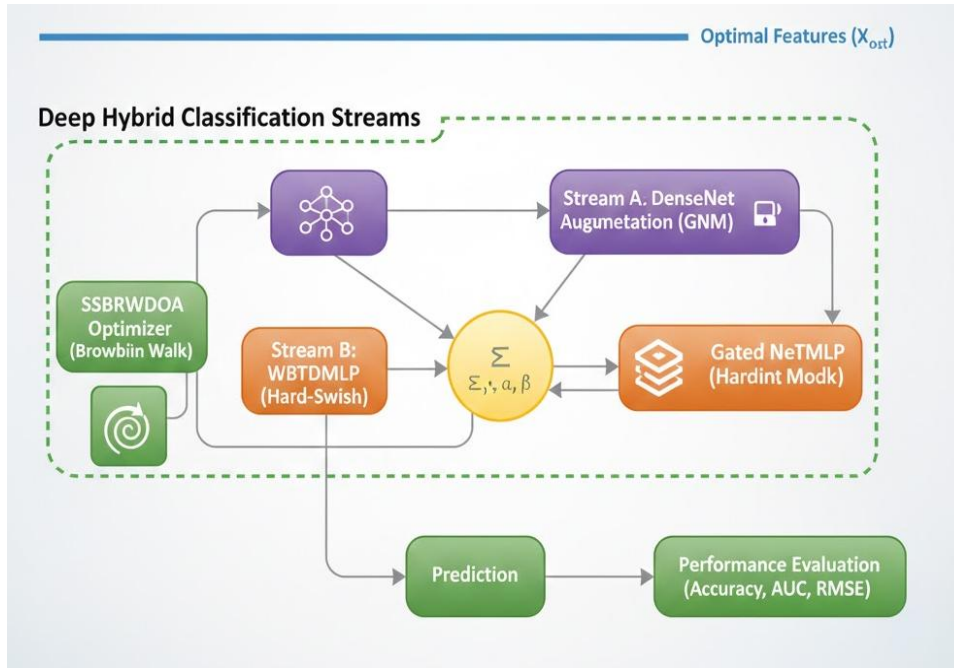 Optimal Features (Xost)
Deep Hybrid Classification Streams
Stream A. DenseNet
Augumetation (GNM)
SSBRWDOA
Optimizer
(Browbiin Walk)
Stream B:
WBTDMLP
(Hard-Swish)
Σ
Σ,•, α, β
Gated NeTMLP
(Hardint Modk)
Prediction
Performance Evaluation
(Accuracy, AUC, RMSE)